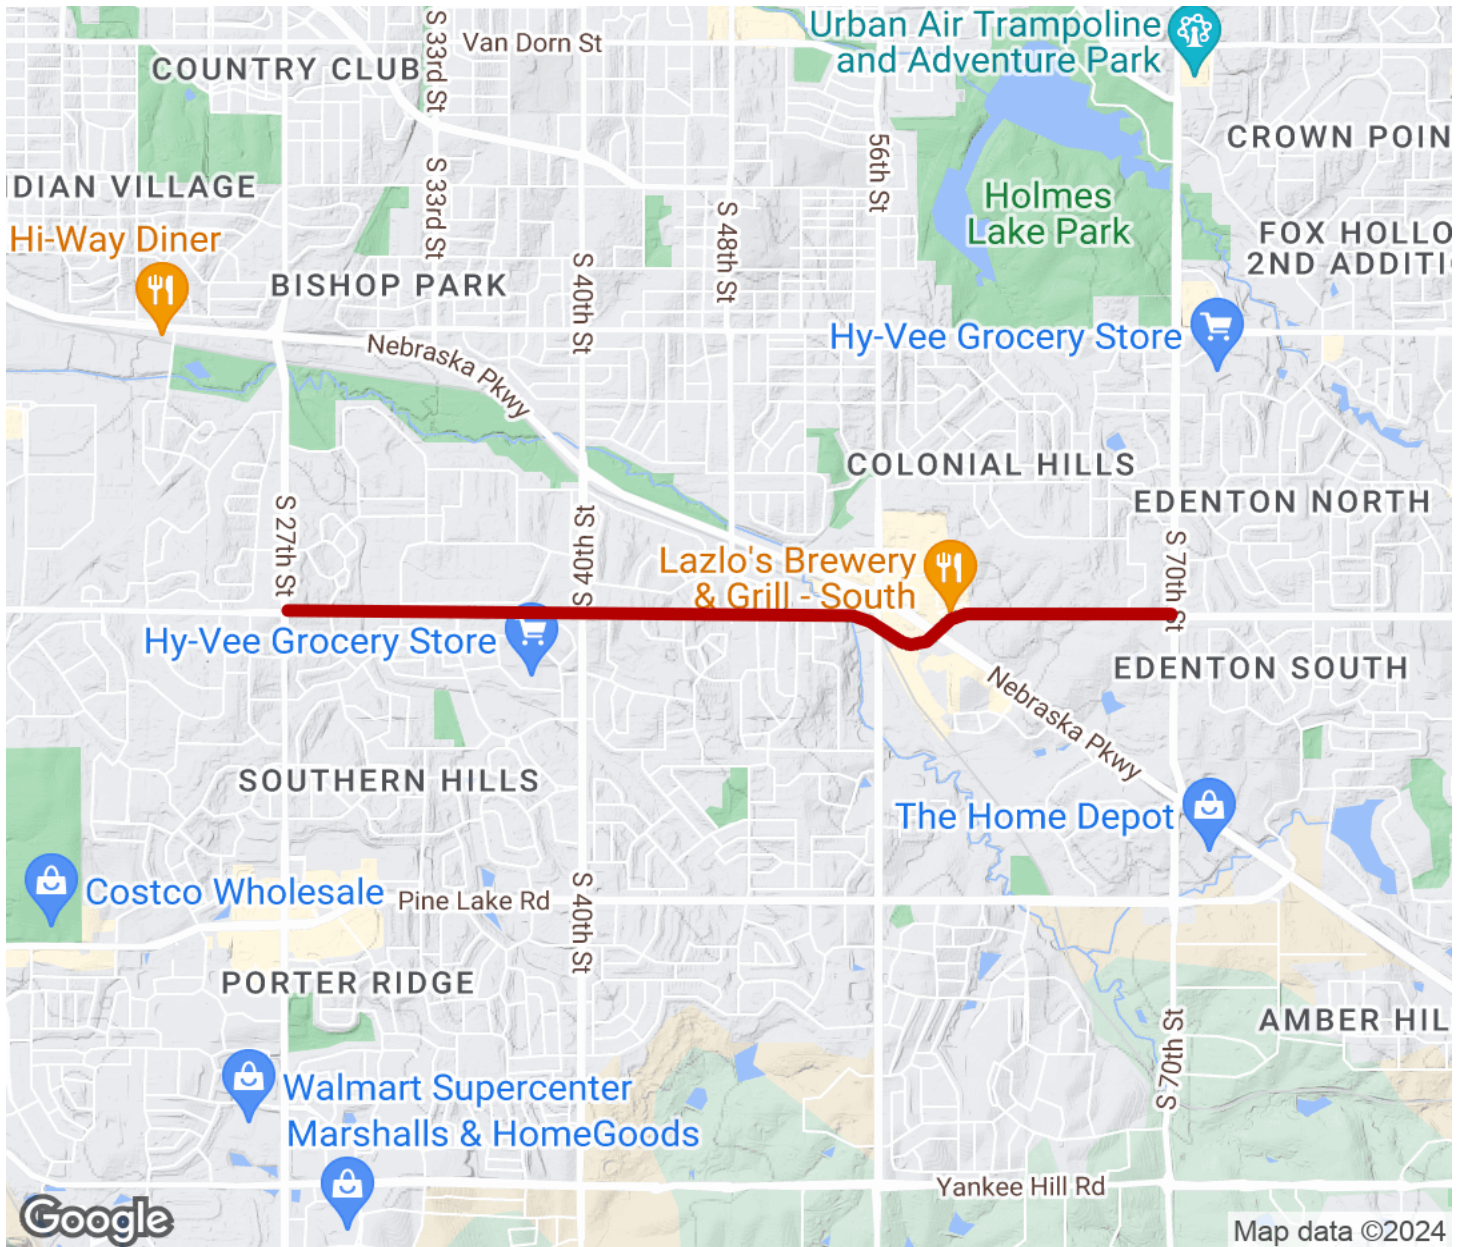 Urban Air Trampoline
and Adventure Park
S 33rd St
Van Dorn St
COUNTRY CLUB
CROWN POIN
56th St
S 33rd St
IDIAN VILLAGE
Holmes
Lake Park
S 48th St
Hi-Way Diner
FOX HOLLO
2ND ADDITI
BISHOP PARK
S 40th St
Hy-Vee Grocery Store
Nebraska Pkwy
COLONIAL HILLS
EDENTON NORTH
S 27th St
S 40th St
S 70th St
Lazlo's Brewery
& Grill - South
Hy-Vee Grocery Store
EDENTON SOUTH
Nebraska Pkwy
SOUTHERN HILLS
The Home Depot
Costco Wholesale
Pine Lake Rd
S 40th St
PORTER RIDGE
AMBER HIL
S 70th St
Walmart Supercenter
Marshalls & HomeGoods
Yankee Hill Rd
Google
Map data ©2024